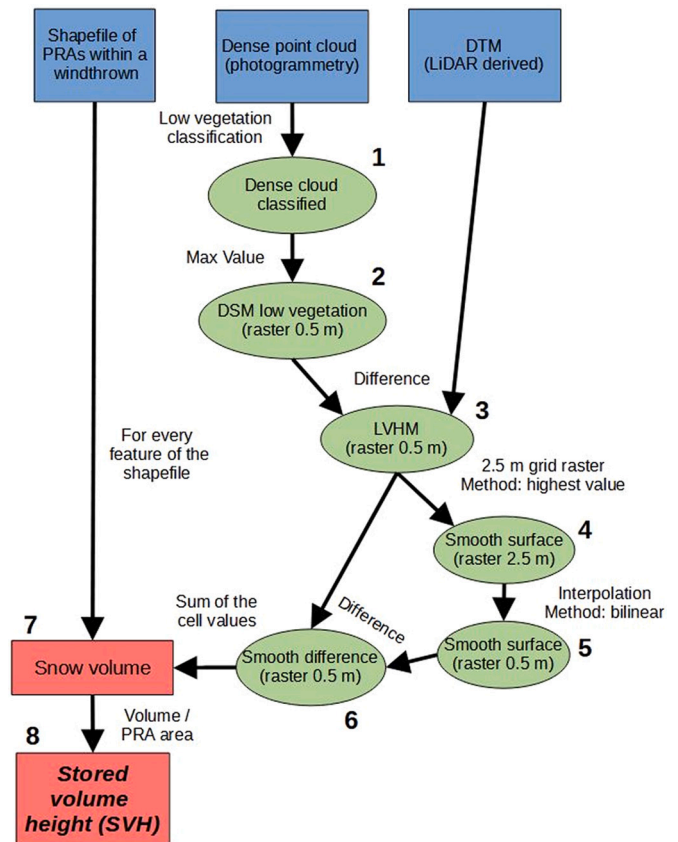 Shapefile of
PRAs within a
windthrown
Dense point cloud
(photogrammetry)
DTM
(LiDAR derived)
Low vegetation
classification
1
Dense cloud
classified
Max Value
2
DSM low vegetation
(raster 0.5 m)
Difference
3
LVHM
(raster 0.5 m)
For every
feature of the
shapefile
2.5 m grid raster
Method: highest value
4
Smooth surface
(raster 2.5 m)
Interpolation
Method: bilinear
5
Smooth surface
(raster 0.5 m)
Difference
6
Smooth difference
(raster 0.5 m)
Sum of the
cell values
7
Snow volume
Volume /
PRA area
8
Stored
volume
height (SVH)